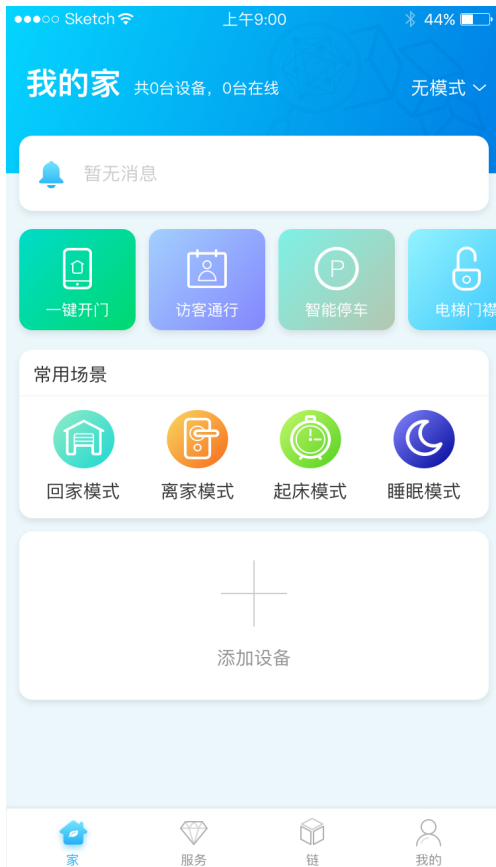 Sketch 上午9:00 44%
我的家 共0台设备，0台在线 无模式
暂无消息
P
一键开门 访客通行 智能停车 电梯门襟
常用场景
回家模式 离家模式 起床模式 睡眠模式
添加设备
家 服务 链 我的